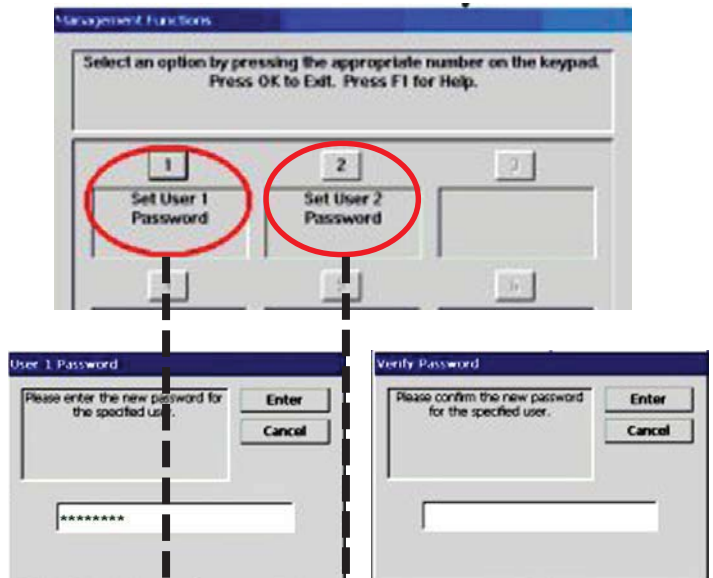 Management Functions
Select an option by pressing the appropriate number on the keypad.
Press OK to Exit. Press F1 for Help.
1
2
3
Set User 1
Password
Set User 2
Password
4
5
6
User 1 Password
Verify Password
Please enter the new password for
the specified user.
Enter
Cancel
********
Please confirm the new password
for the specified user.
Enter
Cancel